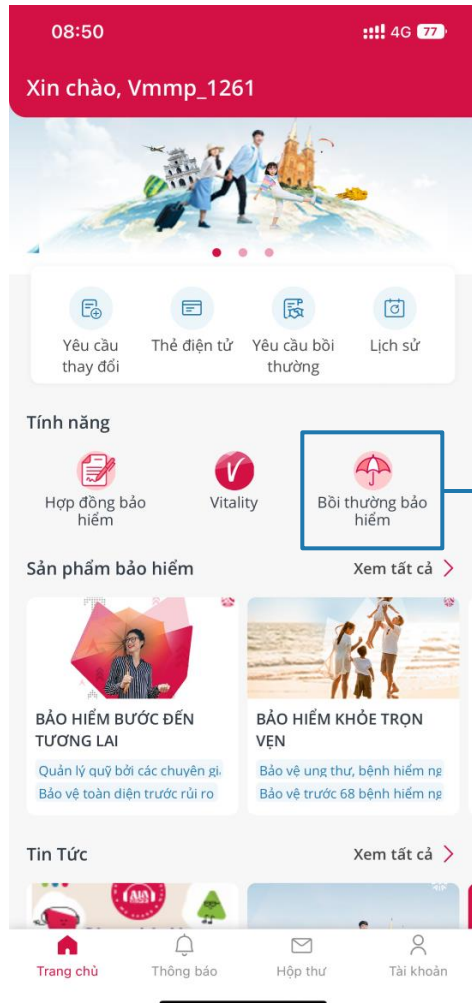 08:50
4G 77
Xin chào, Vmmp_1261
Yêu cầu
thay đổi
Thẻ điện tử
Yêu cầu bồi
thường
Lịch sử
Tính năng
Hợp đồng bảo
hiểm
Vitality
Bồi thường bảo
hiểm
Sản phẩm bảo hiểm
Xem tất cả
BẢO HIỂM BƯỚC ĐẾN
TƯƠNG LAI
Quản lý quỹ bởi các chuyên
Bảo vệ toàn diện trước rủi ro
BẢO HIỂM KHỎE TRỌN
VẸN
Bảo vệ ung thư, bệnh hiểm
Bảo vệ trước 68 bệnh hiểm
Tin Tức
Xem tất cả
AIA
Trang chủ
Thông báo
Hộp thư
Tài khoản